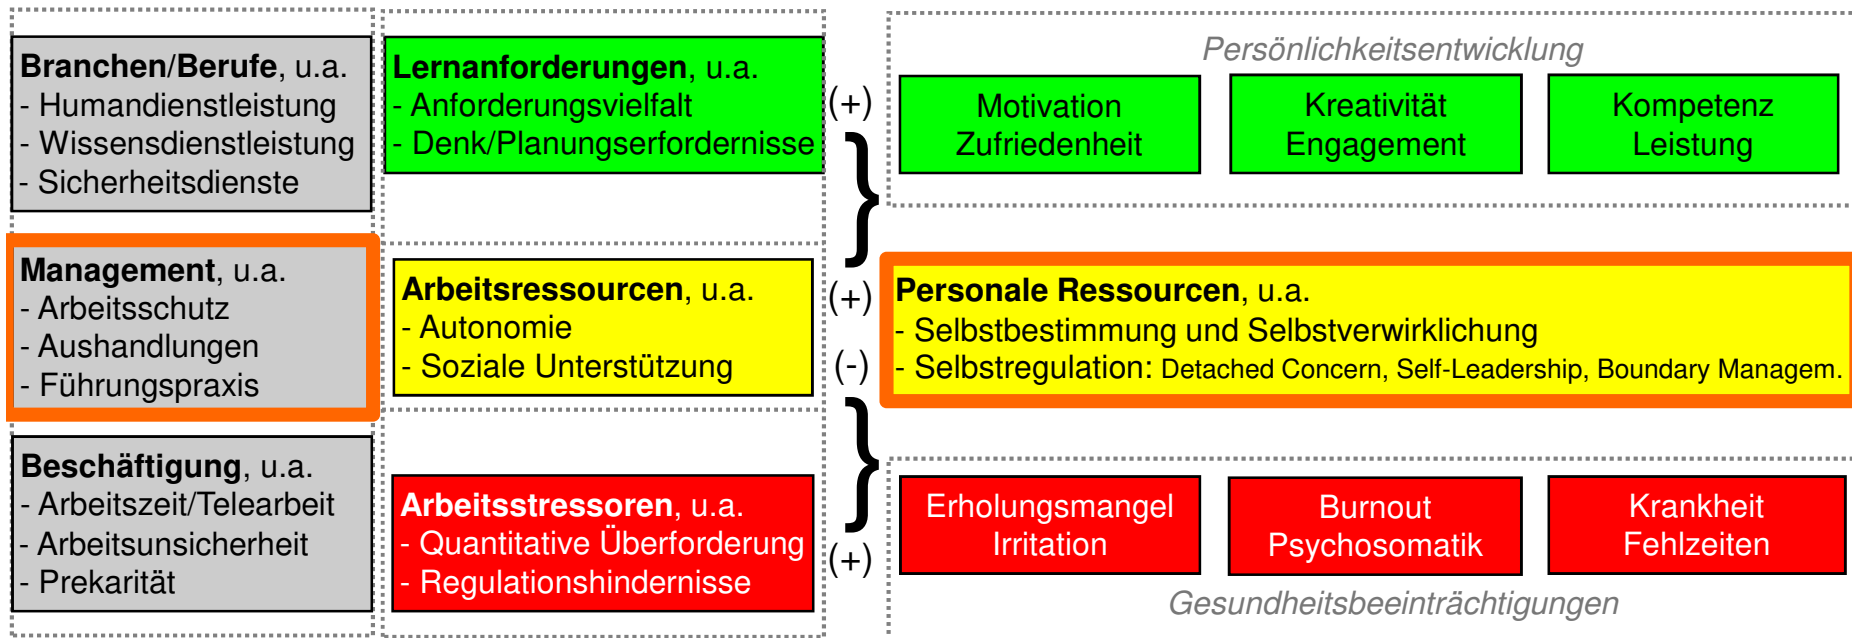 Branchen/Berufe, u.a.
- Humandienstleistung
- Wissensdienstleistung
- Sicherheitsdienste
Management, u.a.
- Arbeitsschutz
- Aushandlungen
- Führungspraxis
Beschäftigung, u.a.
- Arbeitszeit/Telearbeit
- Arbeitsunsicherheit
- Prekarität
Lernanforderungen, u.a.
- Anforderungsvielfalt
- Denk/Planungserfordernisse
Arbeitsressourcen, u.a.
- Autonomie
- Soziale Unterstützung
Arbeitsstressoren, u.a.
- Quantitative Überforderung
- Regulationshindernisse
(+)
}
(+)
(-)
}
(+)
Persönlichkeitsentwicklung
Motivation
Zufriedenheit
Kreativität
Engagement
Kompetenz
Leistung
Personale Ressourcen, u.a.
- Selbstbestimmung und Selbstverwirklichung
- Selbstregulation: Detached Concern, Self-Leadership, Boundary Managem.
Erholungsmangel
Irritation
Burnout
Psychosomatik
Krankheit
Fehlzeiten
Gesundheitsbeeinträchtigungen